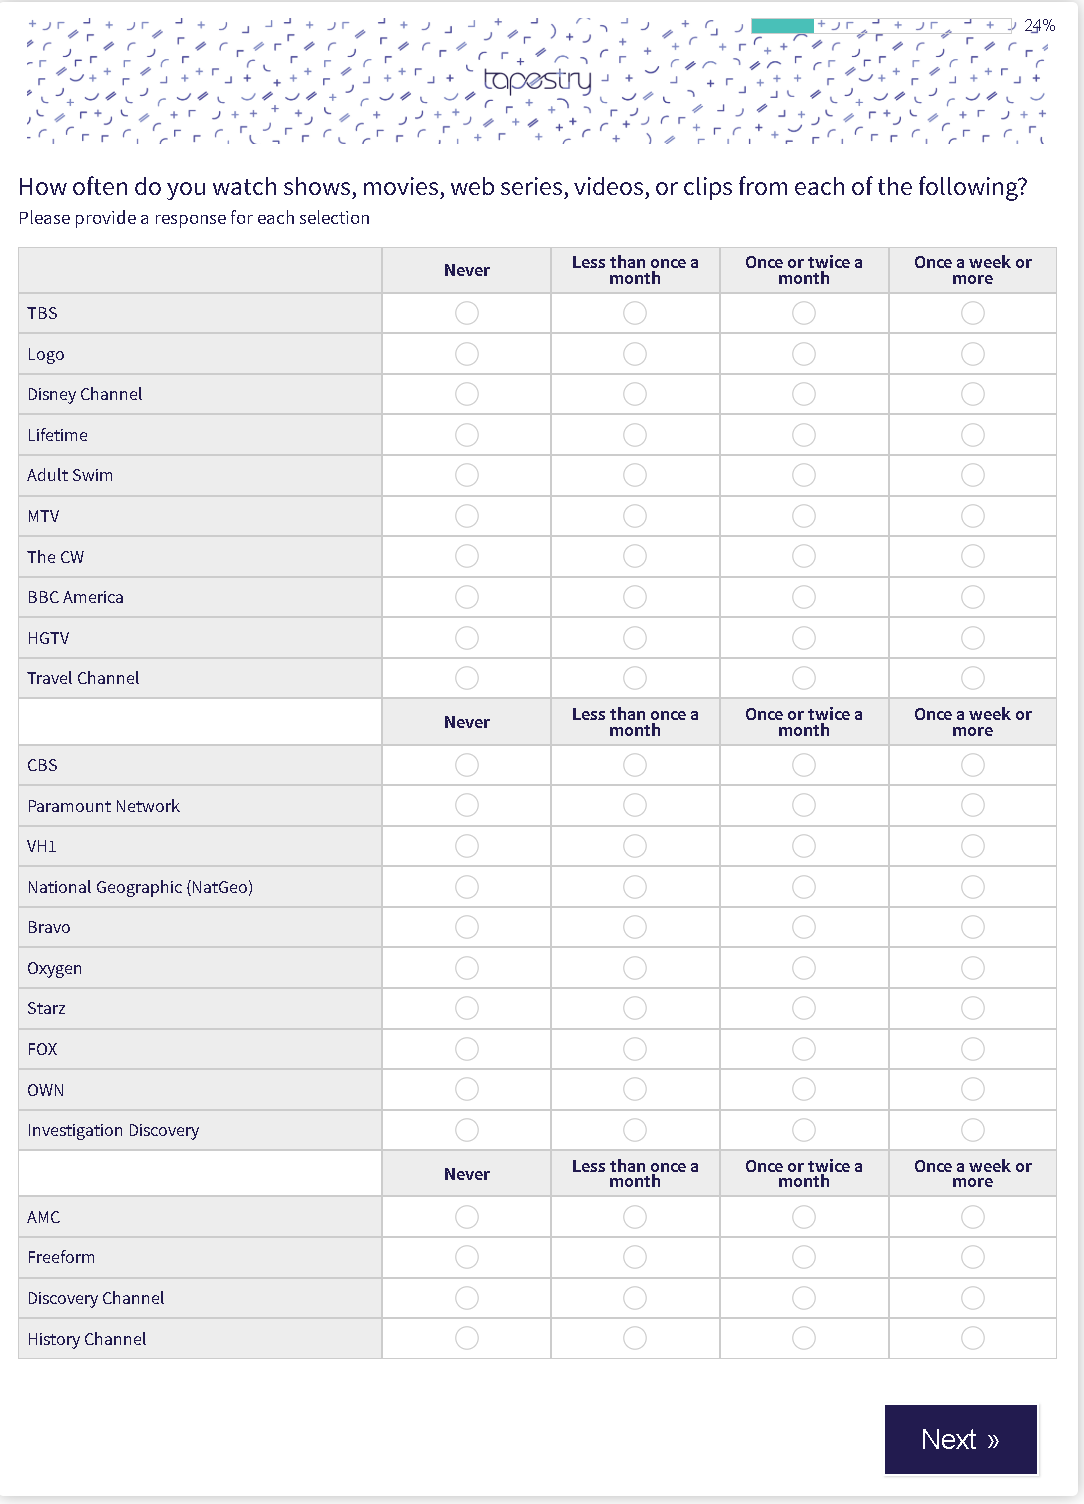 24%
tapestry
How often do you watch shows, movies, web series, videos, or clips from each of the following?
Please provide a response for each selection
Never
Less than once a month
Once or twice a month
Once a week or more
TBS
Logo
Disney Channel
Lifetime
Adult Swim
MTV
The CW
BBC America
HGTV
Travel Channel
Never
Less than once a month
Once or twice a month
Once a week or more
CBS
Paramount Network
VH1
National Geographic (NatGeo)
Bravo
Oxygen
Starz
FOX
OWN
Investigation Discovery
Never
Less than once a month
Once or twice a month
Once a week or more
AMC
Freeform
Discovery Channel
History Channel
Next »